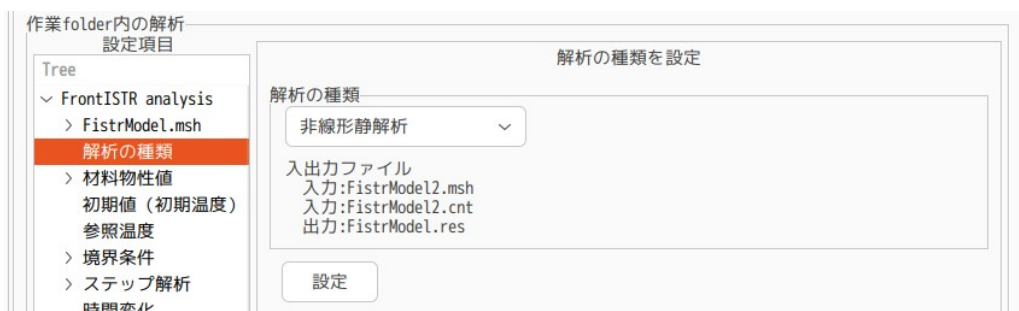 作業folder内の解析
設定項目
Tree
FrontISTR analysis
FistrModel.msh
解析の種類
材料物性値
初期値（初期温度）
参照温度
境界条件
ステップ解析
時間変化
解析の種類を設定
解析の種類
非線形静解析
入出力ファイル
入力:FistrModel2.msh
入力:FistrModel2.cnt
出力:FistrModel.res
設定